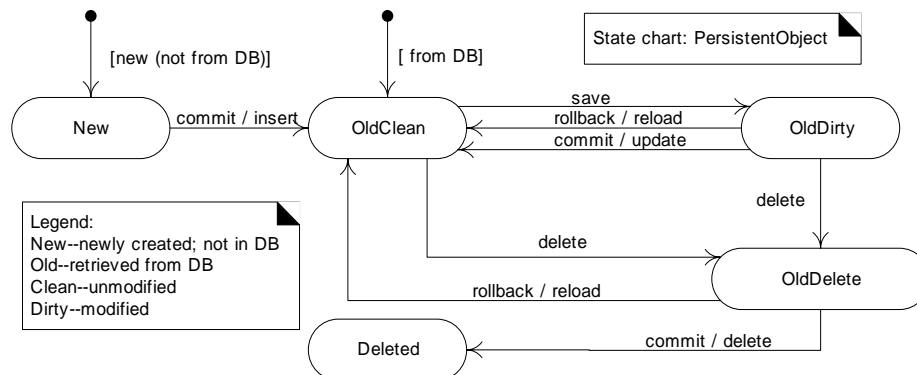 [new (not from DB)]
[ from DB]
State chart: PersistentObject
New
commit / insert
OldClean
save
rollback / reload
commit / update
OldDirty
delete
Legend:
New--newly created; not in DB
Old--retrieved from DB
Clean--unmodified
Dirty--modified
delete
OldDelete
rollback / reload
Deleted
commit / delete